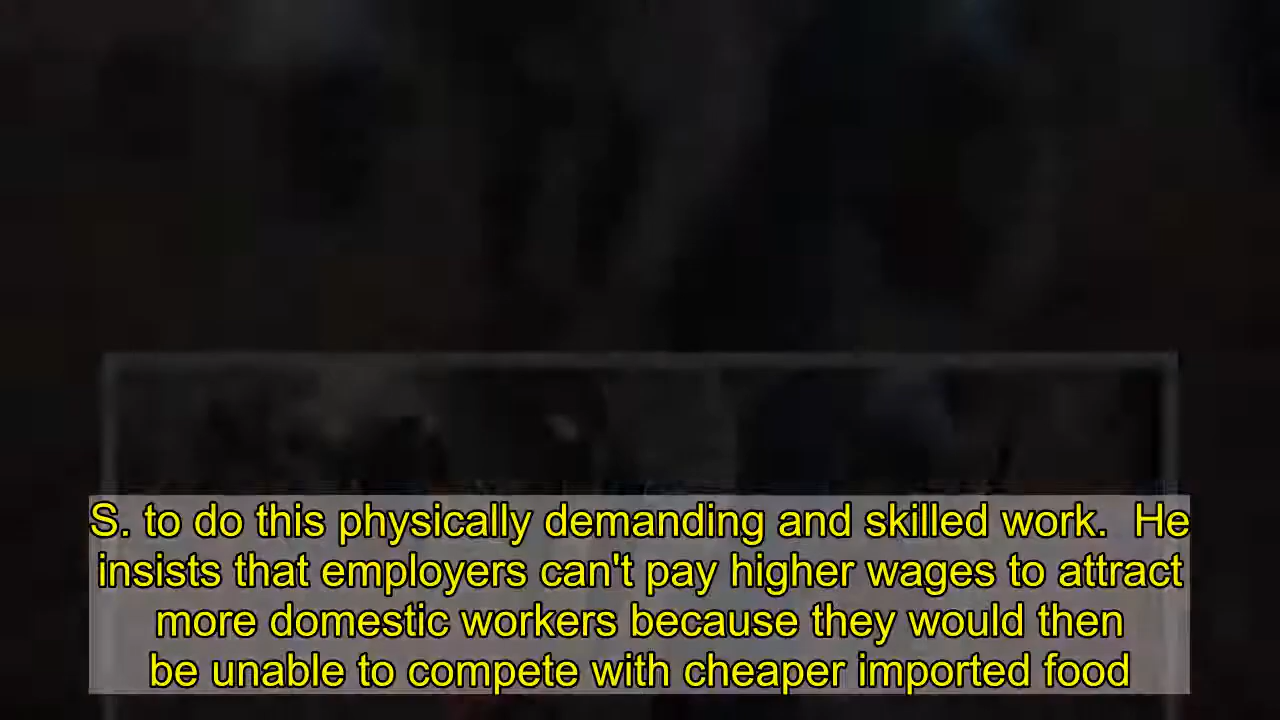 S. to do this physically demanding and skilled work.  He
insists that employers can't pay higher wages to attract
more domestic workers because they would then
be unable to compete with cheaper imported food